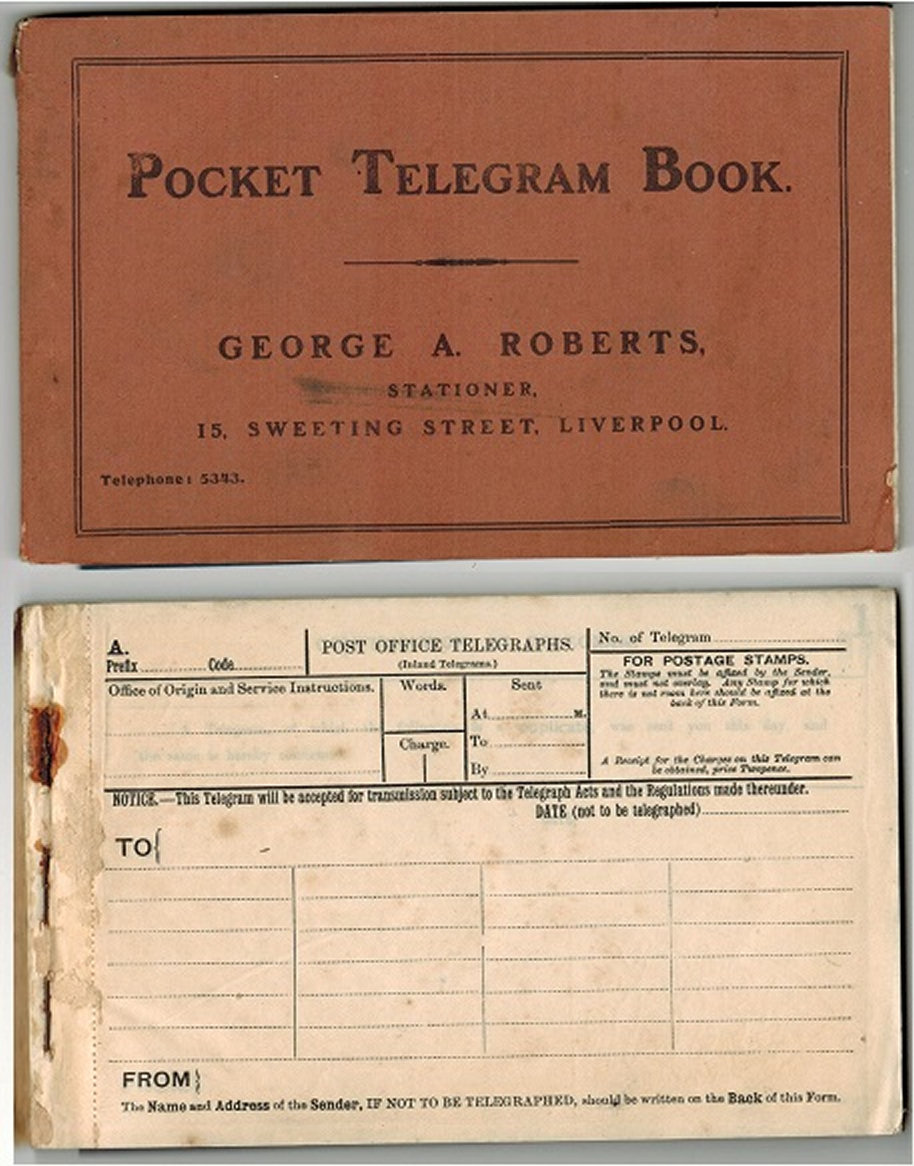 POCKET TELEGRAM BOOK.
GEORGE A. ROBERTS,
STATIONER,
15, SWEETING STREET, LIVERPOOL.
Telephone: 5343.
A.
Prefix Code
POST OFFICE TELEGRAPHS.
(Inland Telegrams.)
No. of Telegram
Office of Origin and Service Instructions.
Words.
Charge.
Sent
At M.
To
By
FOR POSTAGE STAMPS.
The Stamps must be affixed by the Sender,
and must not overlap. Any Stamp for which
there is not room here should be affixed at the
back of this Form.
A Receipt for the Charges on this Telegram can
be obtained, price Twopence.
NOTICE.—This Telegram will be accepted for transmission subject to the Telegraph Acts and the Regulations made thereunder.
DATE (not to be telegraphed)
TO{
FROM}
The Name and Address of the Sender, IF NOT TO BE TELEGRAPHED, should be written on the Back of this Form.